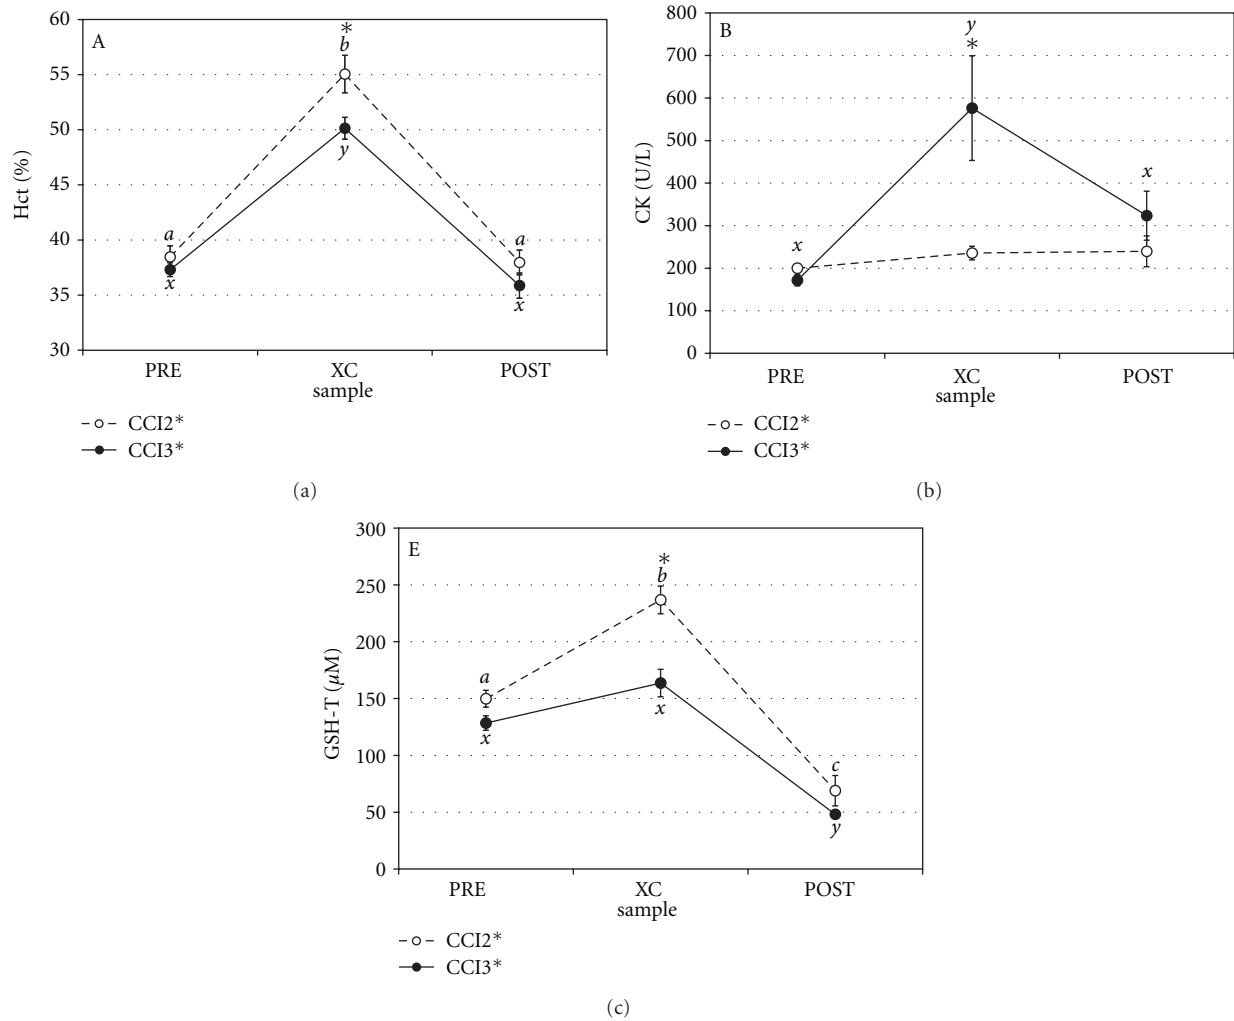 A
Hct (%)
60
55
50
45
40
35
30
*
b
y
a
x
a
x
PRE
XC
POST
sample
CCI2*
CCI3*
(a)
B
CK (U/L)
800
700
600
500
400
300
200
100
0
y
*
x
x
PRE
XC
POST
sample
CCI2*
CCI3*
(b)
E
GSH-T (µM)
300
250
200
150
100
50
0
*
b
a
x
x
c
y
PRE
XC
POST
sample
CCI2*
CCI3*
(c)